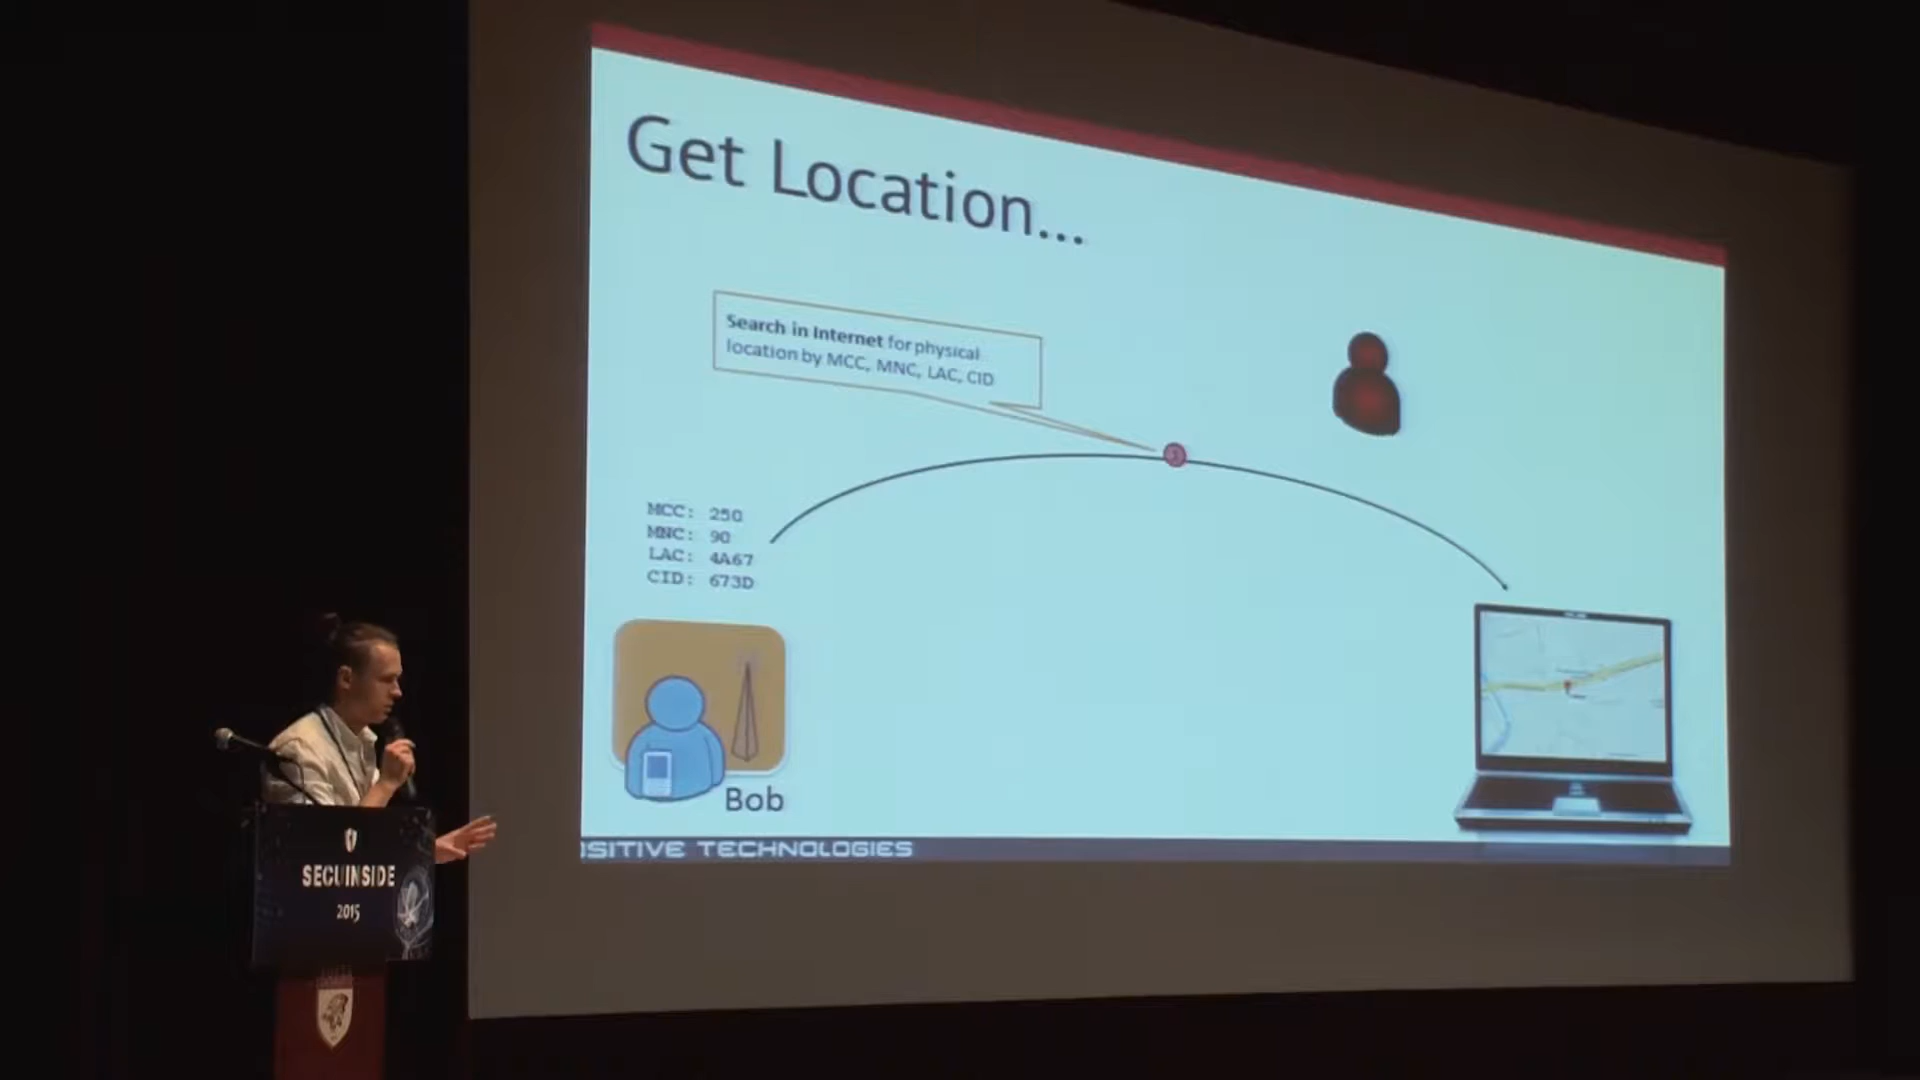 Get Location...
Search in Internet for physical
location by MCC, MNC, LAC, CID
MCC: 250
MNC: 90
LAC: 4A67
CID: 673D
Bob
OSITIVE TECHNOLOGIES
SECUINSIDE
2015